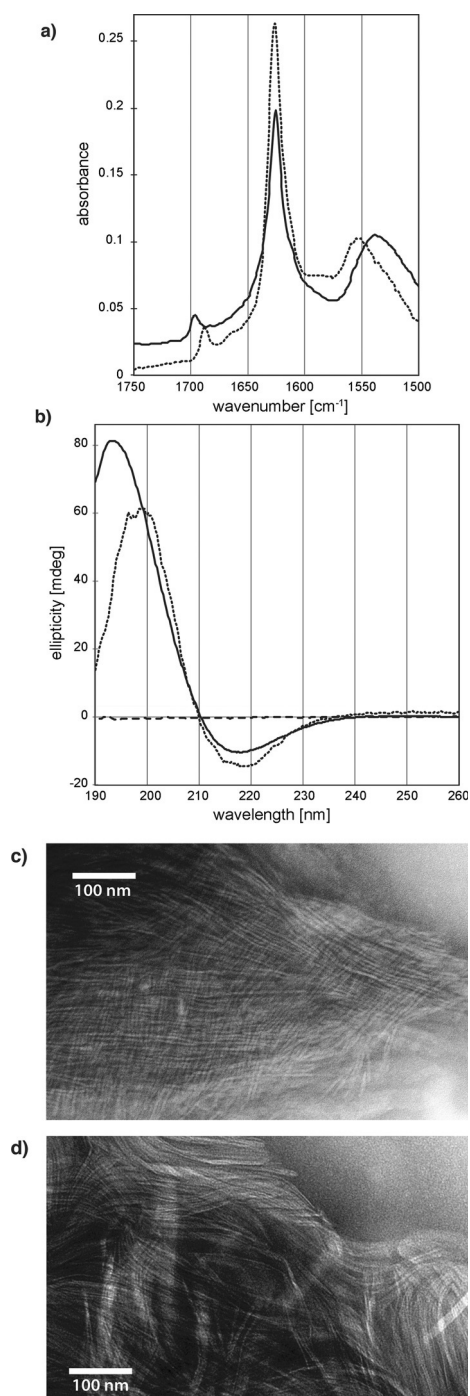 a)
0.25
0.2
0.15
0.1
0.05
0
absorbance
1750 1700 1650 1600 1550 1500
wavenumber [cm⁻¹]
b)
80
60
40
20
0
-20
ellipticity [mdeg]
190 200 210 220 230 240 250 260
wavelength [nm]
c)
100 nm
d)
100 nm